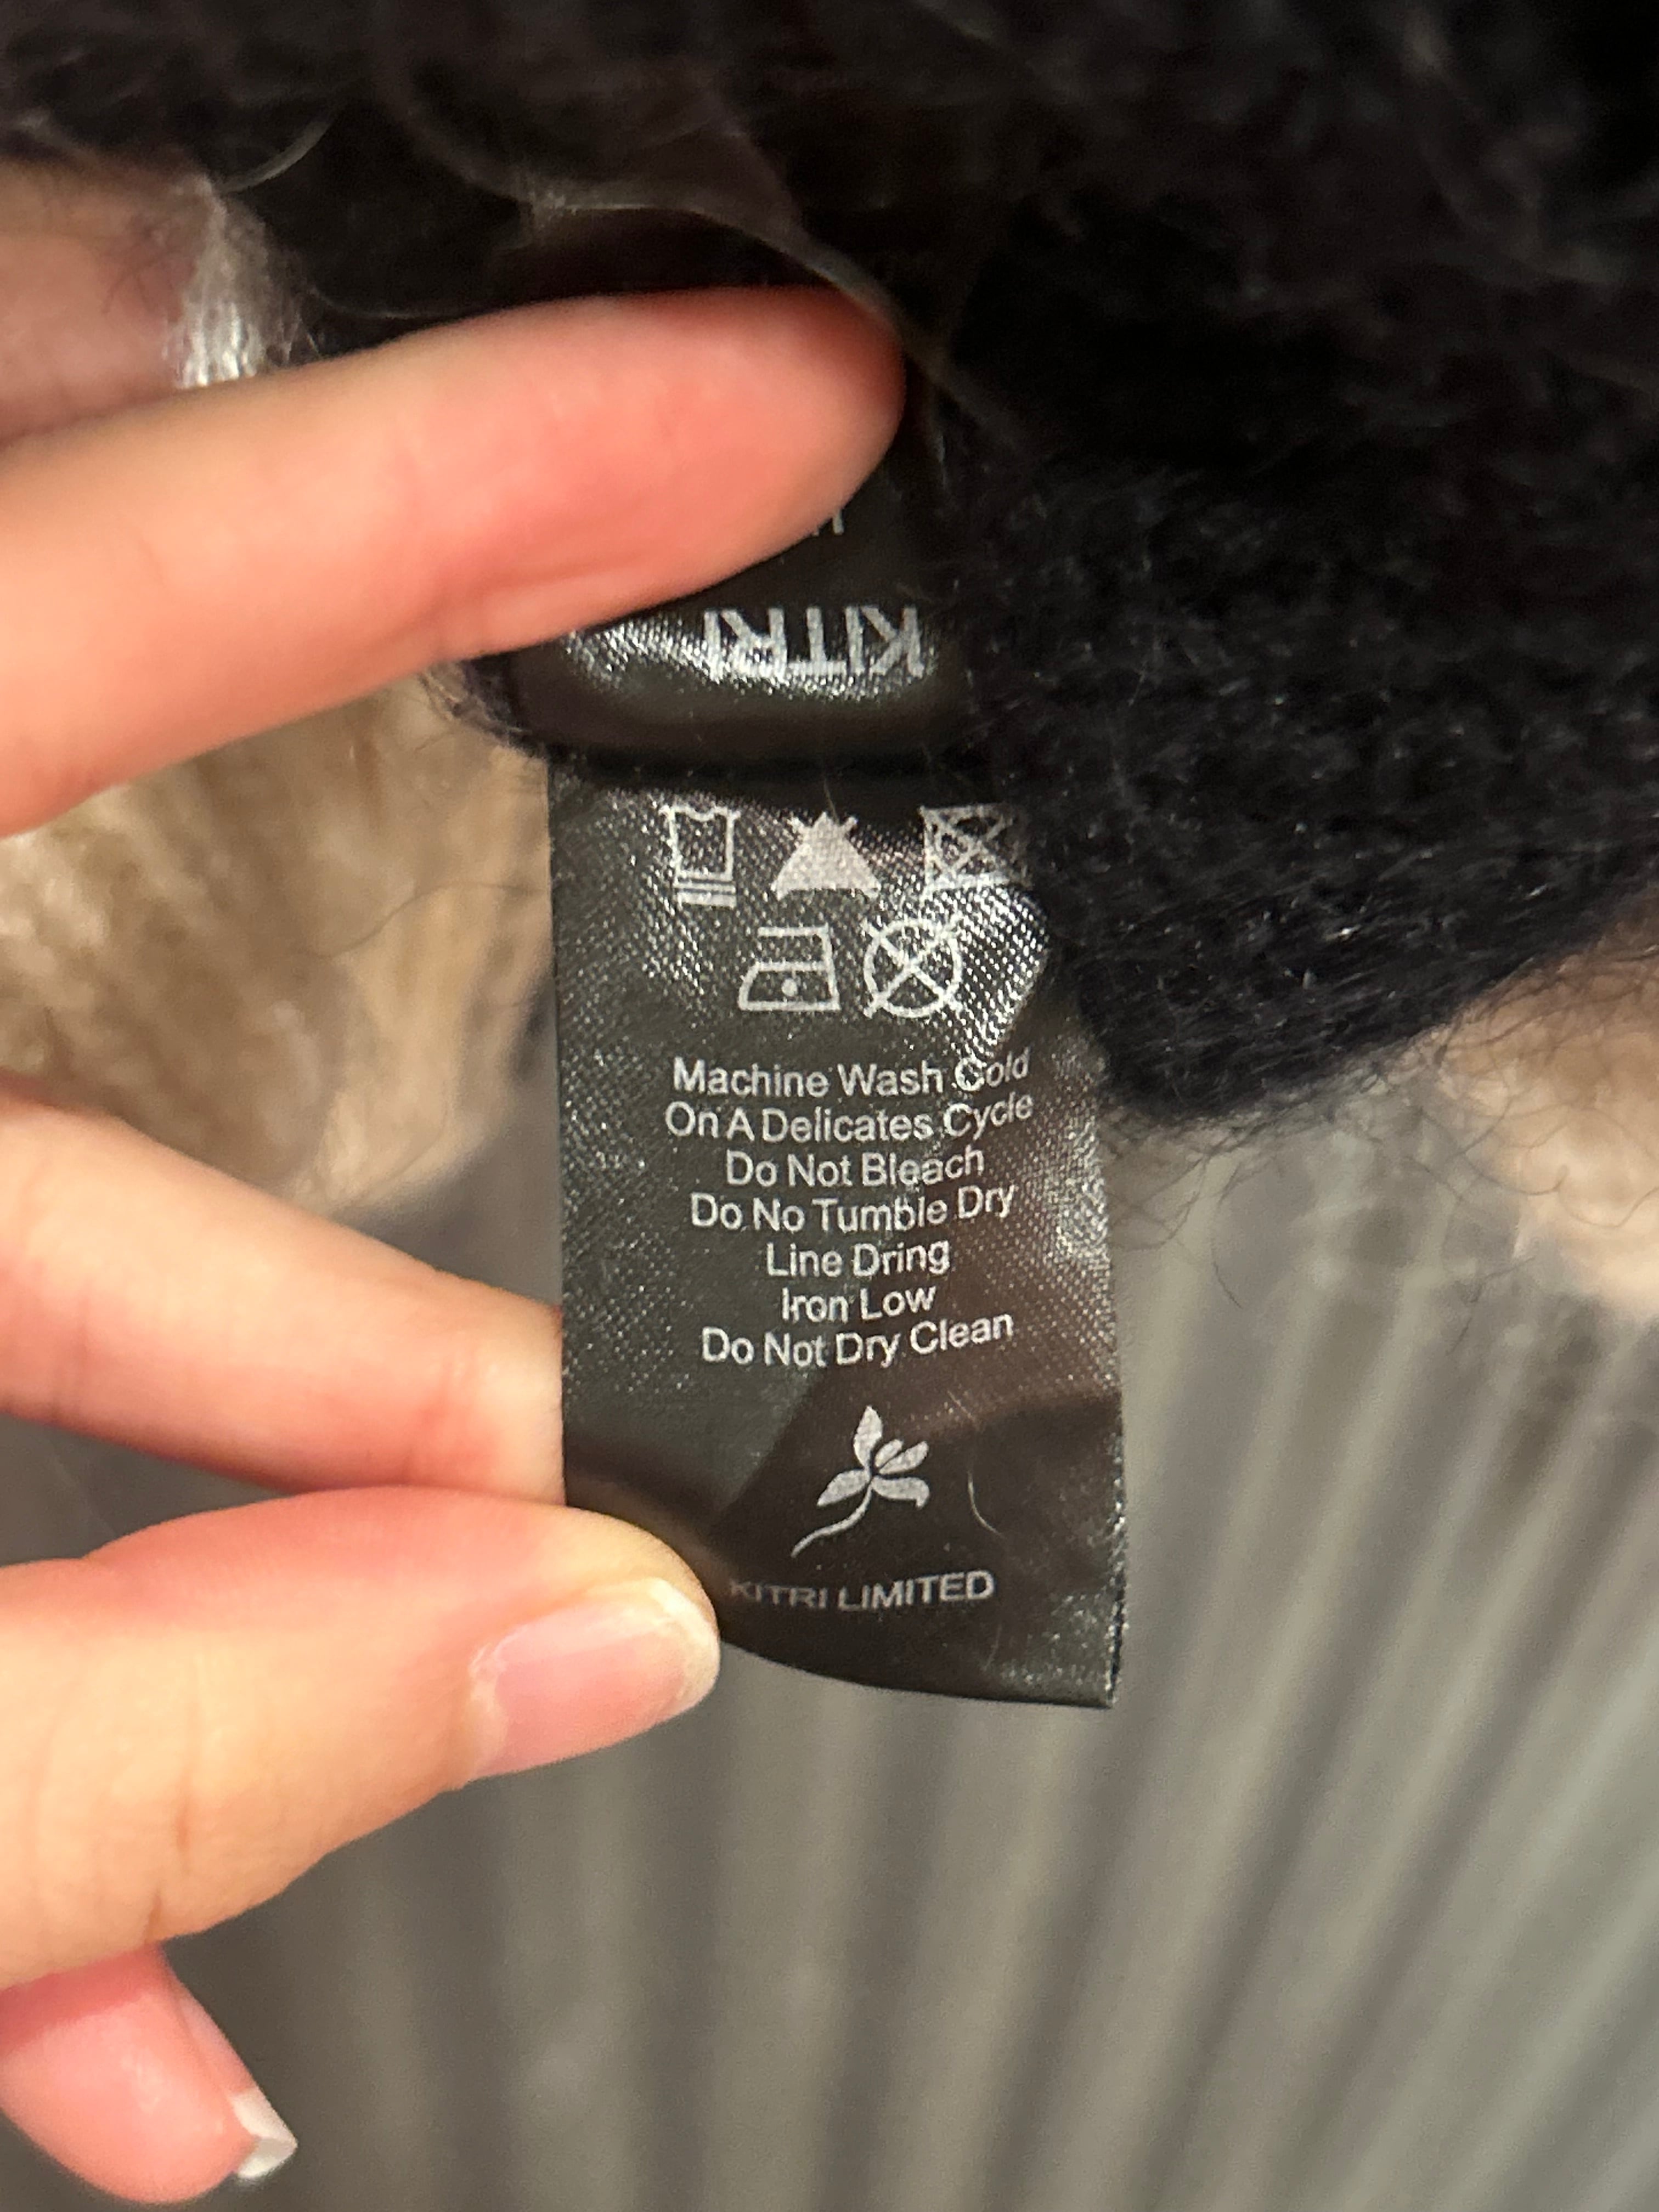 KITRI
Machine Wash Cold
On A Delicates Cycle
Do Not Bleach
Do No Tumble Dry
Line Dring
Iron Low
Do Not Dry Clean
KITRI LIMITED